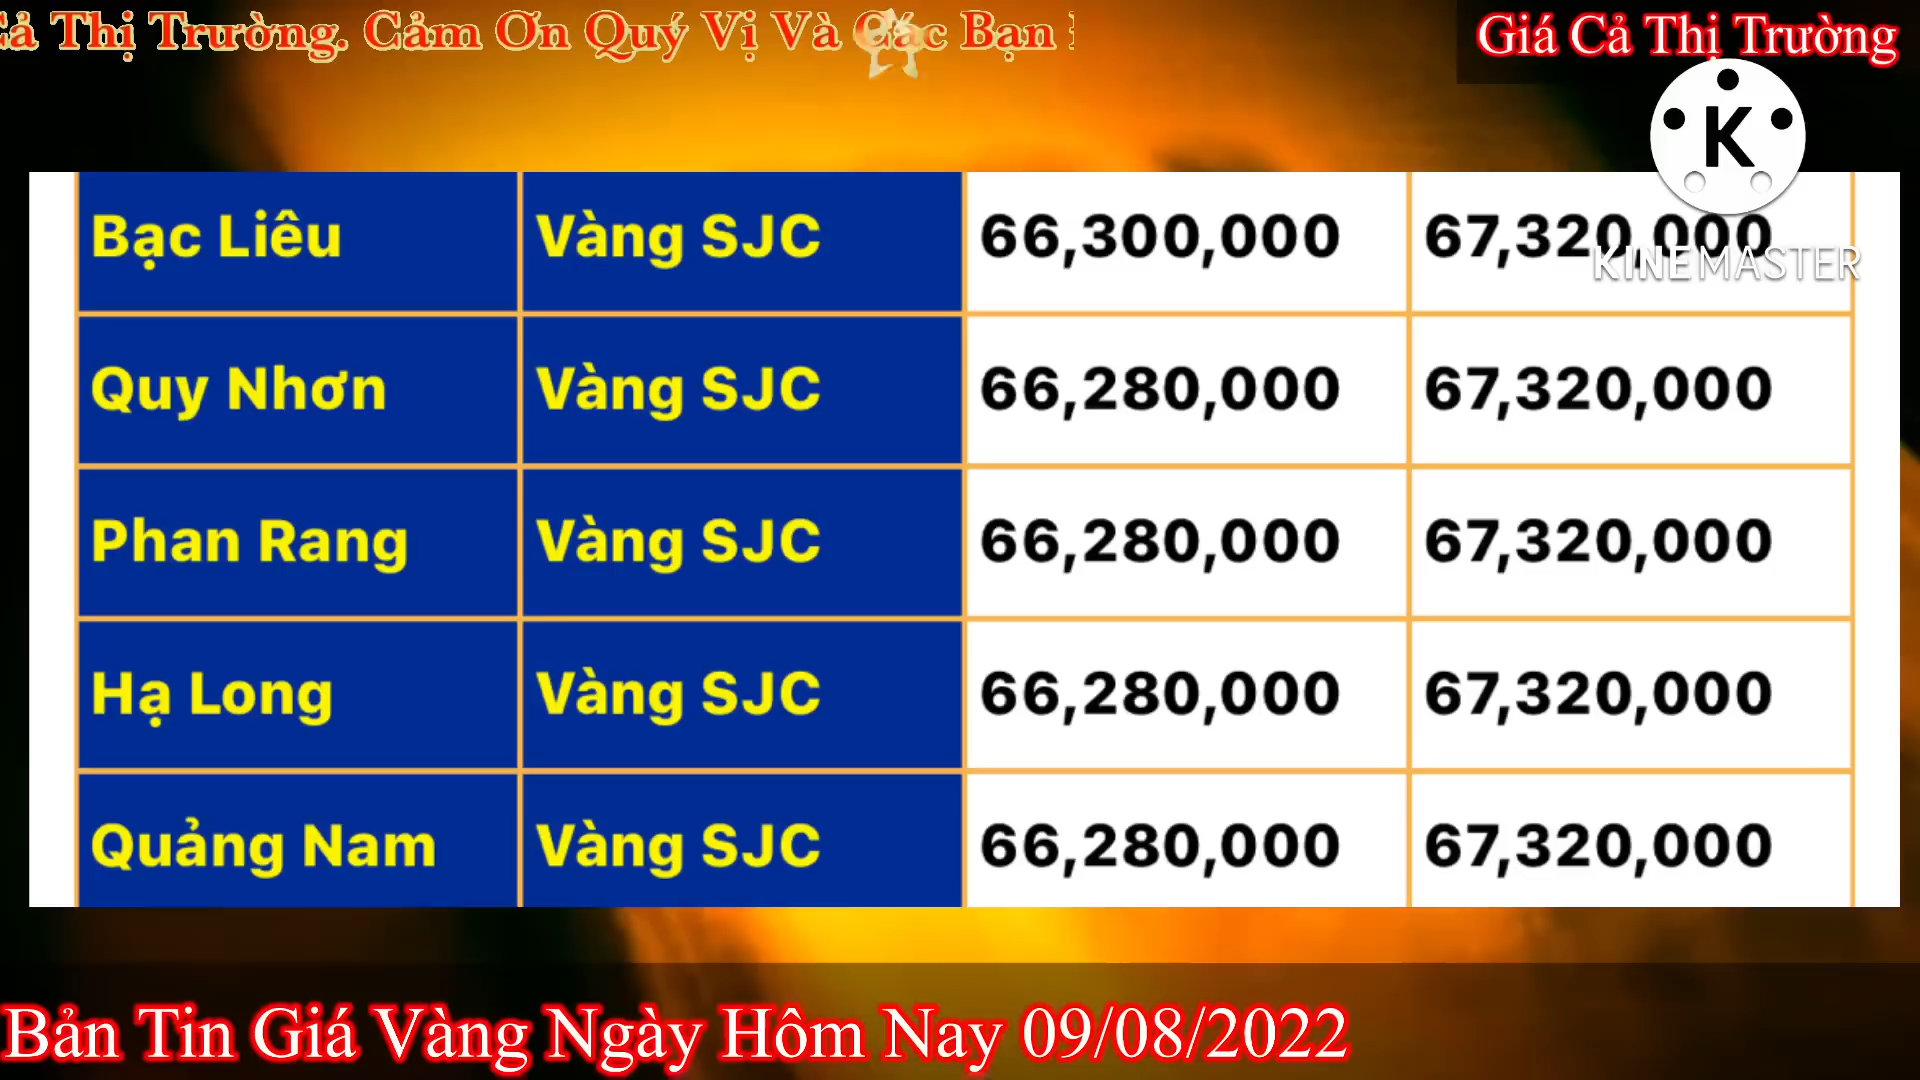 Thị Trường. Cảm Ơn Quý Vị Và Các Bạn
Giá Cả Thị Trường
K
KINEMASTER
Bạc Liêu Vàng SJC 66,300,000 67,320,000
Quy Nhơn Vàng SJC 66,280,000 67,320,000
Phan Rang Vàng SJC 66,280,000 67,320,000
Hạ Long Vàng SJC 66,280,000 67,320,000
Quảng Nam Vàng SJC 66,280,000 67,320,000
Bản Tin Giá Vàng Ngày Hôm Nay 09/08/2022